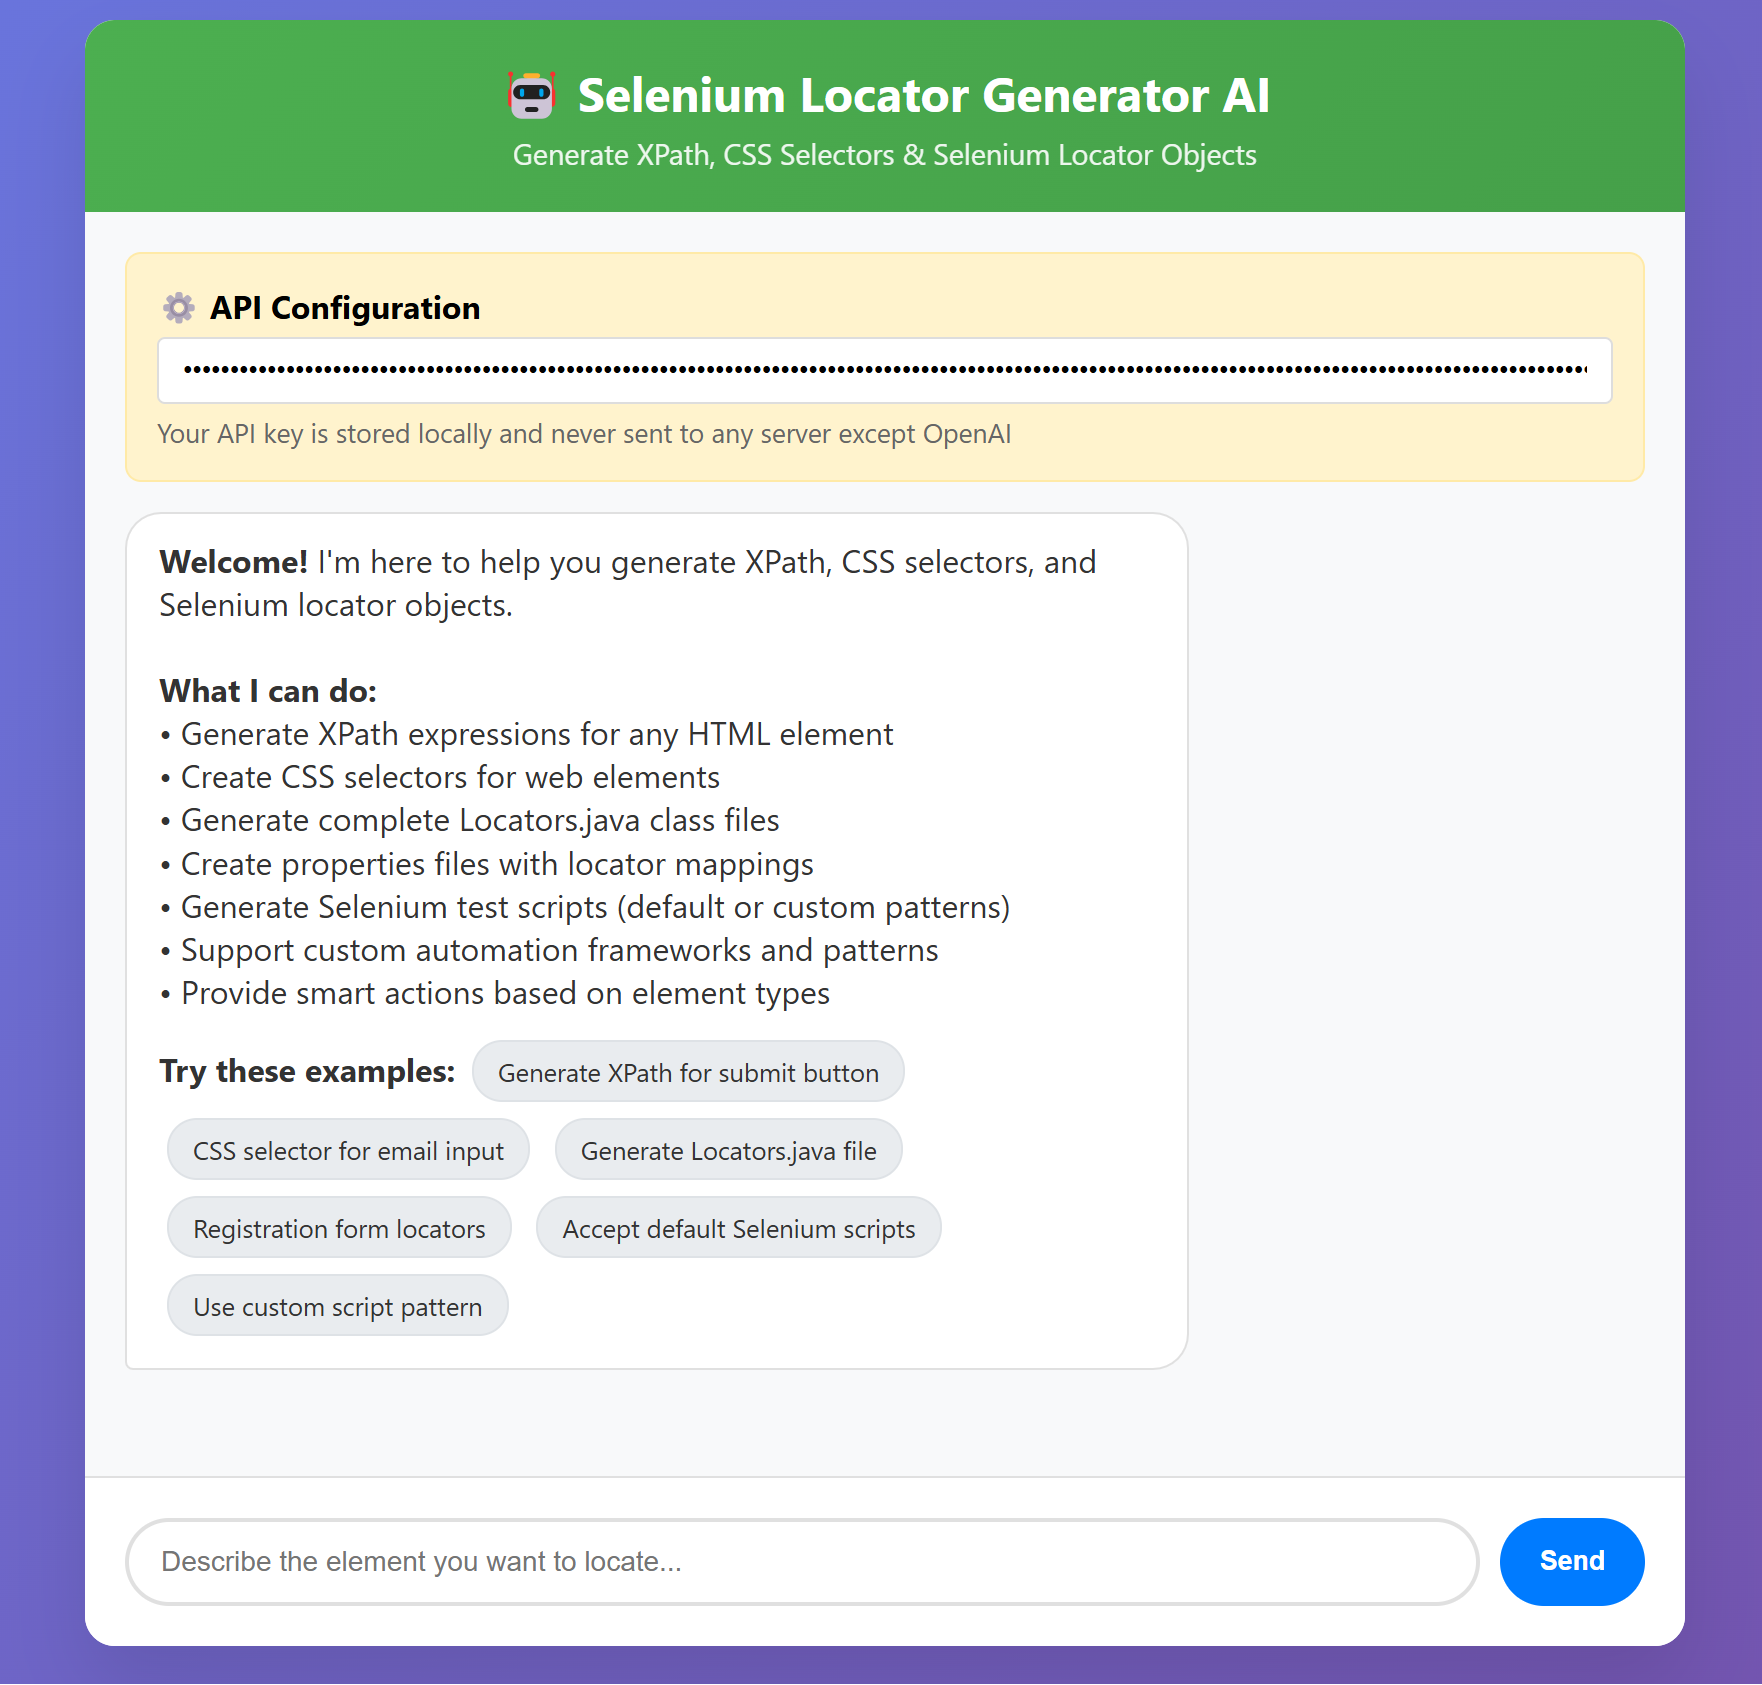 Selenium Locator Generator AI
Generate XPath, CSS Selectors & Selenium Locator Objects
API Configuration
Your API key is stored locally and never sent to any server except OpenAI
Welcome! I'm here to help you generate XPath, CSS selectors, and
Selenium locator objects.
What I can do:
• Generate XPath expressions for any HTML element
• Create CSS selectors for web elements
• Generate complete Locators.java class files
• Create properties files with locator mappings
• Generate Selenium test scripts (default or custom patterns)
• Support custom automation frameworks and patterns
• Provide smart actions based on element types
Try these examples: Generate XPath for submit button
CSS selector for email input Generate Locators.java file
Registration form locators Accept default Selenium scripts
Use custom script pattern
Describe the element you want to locate... Send